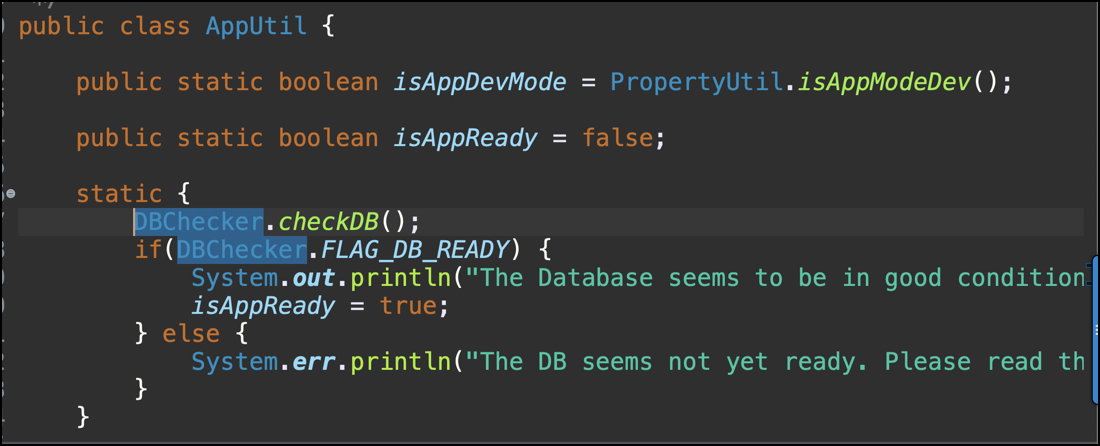 public class AppUtil {
public static boolean isAppDevMode = PropertyUtil.isAppModeDev();
public static boolean isAppReady = false;
static {
DBChecker.checkDB();
if(DBChecker.FLAG_DB_READY) {
System.out.println("The Database seems to be in good condition
isAppReady = true;
} else {
System.err.println("The DB seems not yet ready. Please read th
}
}